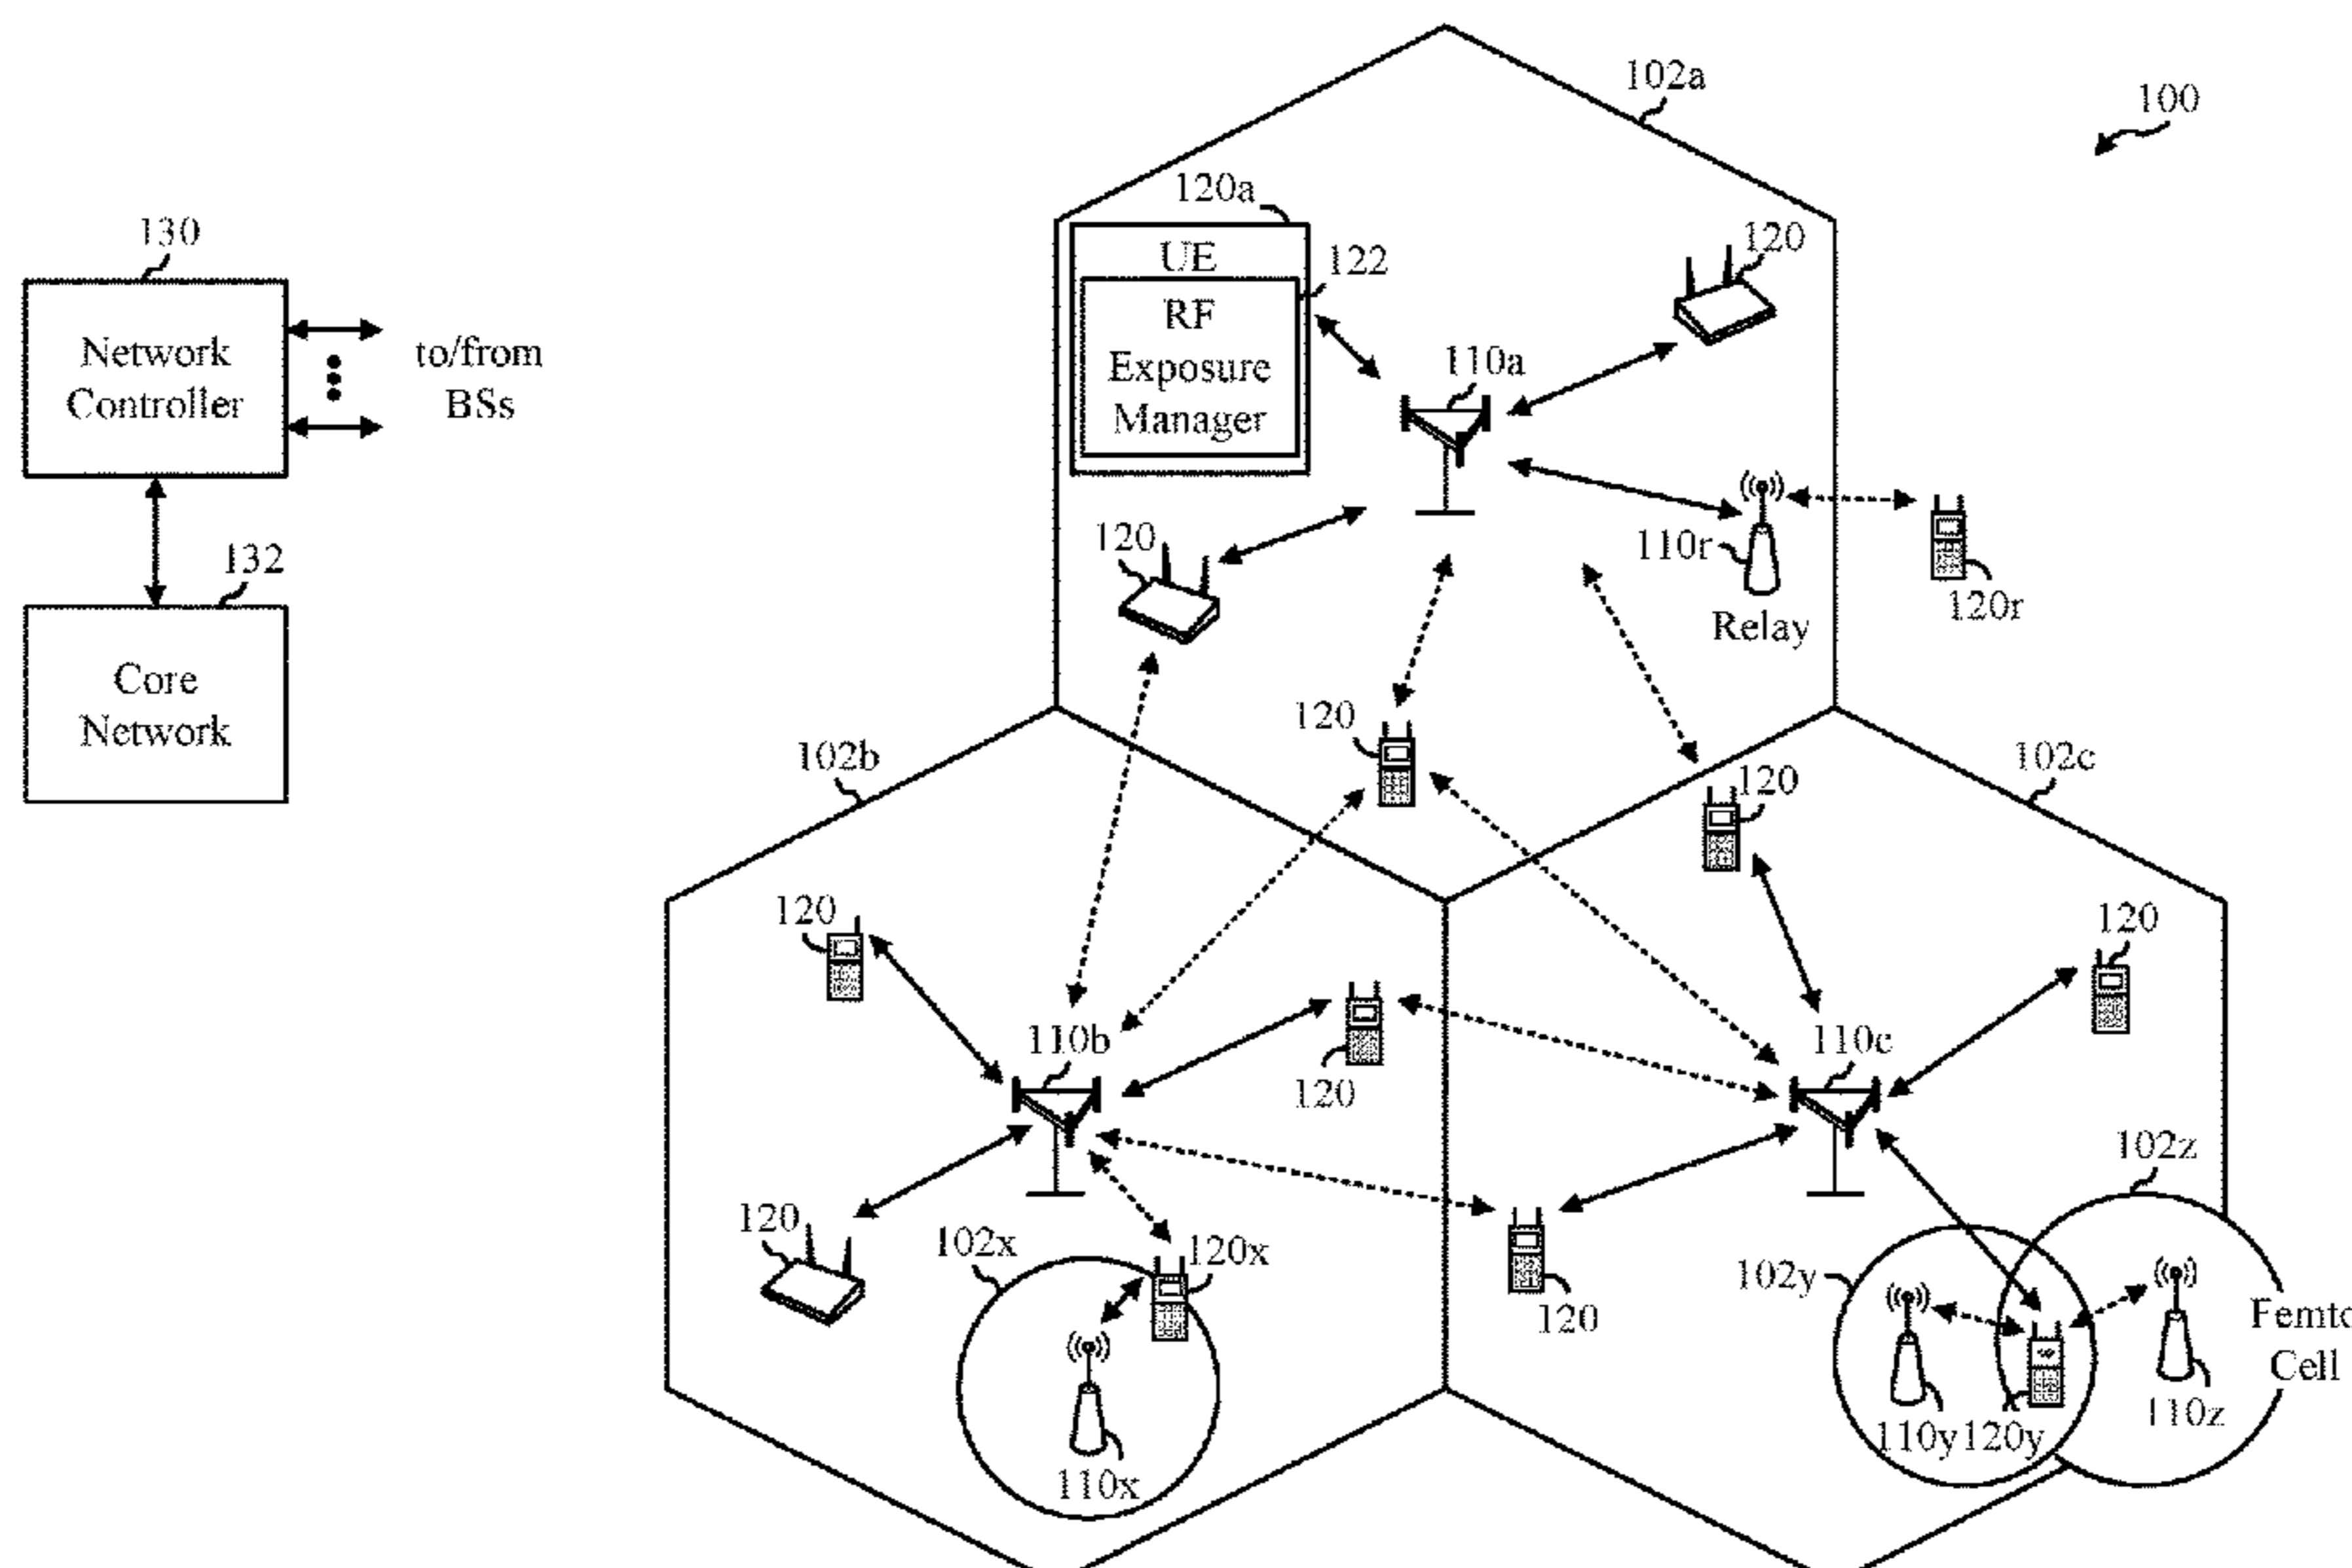 102a
100
120a
130
120
UE
122
RF
Exposure
Manager
Network
Controller
to/from
BSs
110a
120
110r
120r
Relay
132
Core
Network
120
102b
120
102c
120
120
120
110b
110c
102z
120
102x
120x
102y
120
Femto
Cell
110y
120y
110z
110x